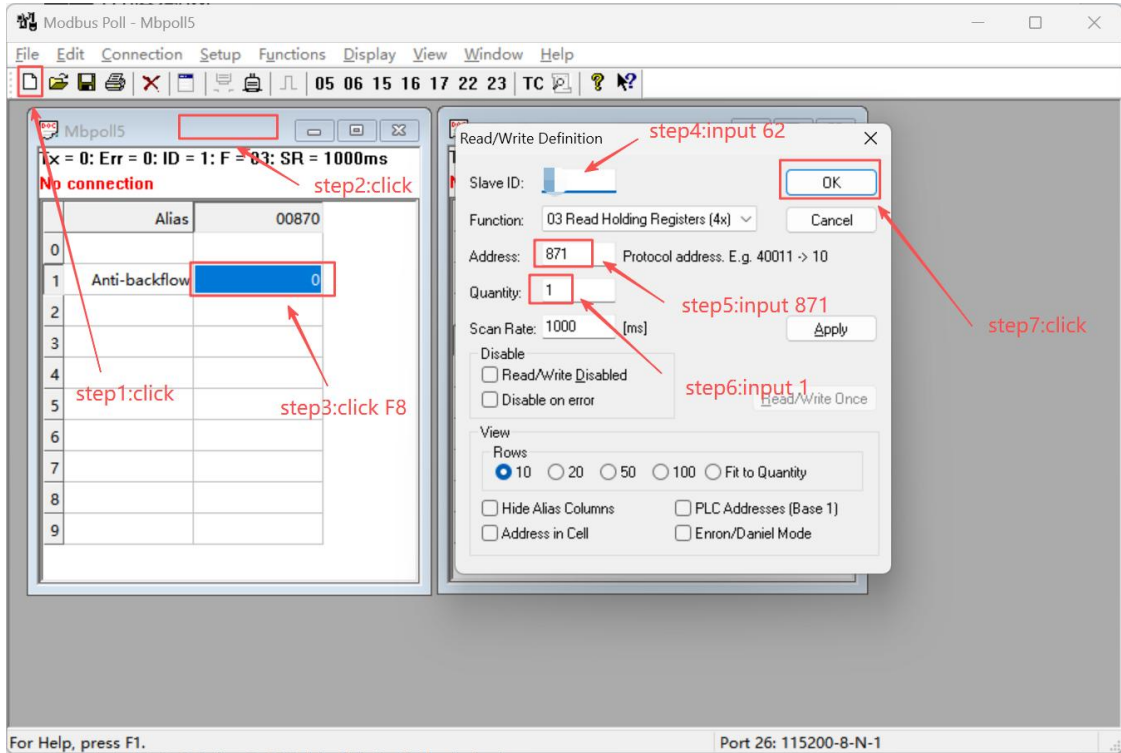 Modbus Poll - Mbpoll5
File Edit Connection Setup Functions Display View Window Help
05 06 15 16 17 22 23 TC
Mbpoll5
Tx = 0: Err = 0: ID = 1: F = 03: SR = 1000ms
No connection
step2:click
Alias 00870
0
1 Anti-backflow 0
2
3
4
5
6
7
8
9
step1:click
step3:click F8
Read/Write Definition
step4:input 62
Slave ID:
OK
Function: 03 Read Holding Registers (4x)
Cancel
Address: 871 Protocol address. E.g. 40011 -> 10
Quantity: 1
step5:input 871
Scan Rate: 1000 [ms]
Apply
step7:click
Disable
Read/Write Disabled
Disable on error
step6:input 1
Read/Write Once
View
Rows
10 20 50 100 Fit to Quantity
Hide Alias Columns PLC Addresses (Base 1)
Address in Cell Enron/Daniel Mode
For Help, press F1.
Port 26: 115200-8-N-1